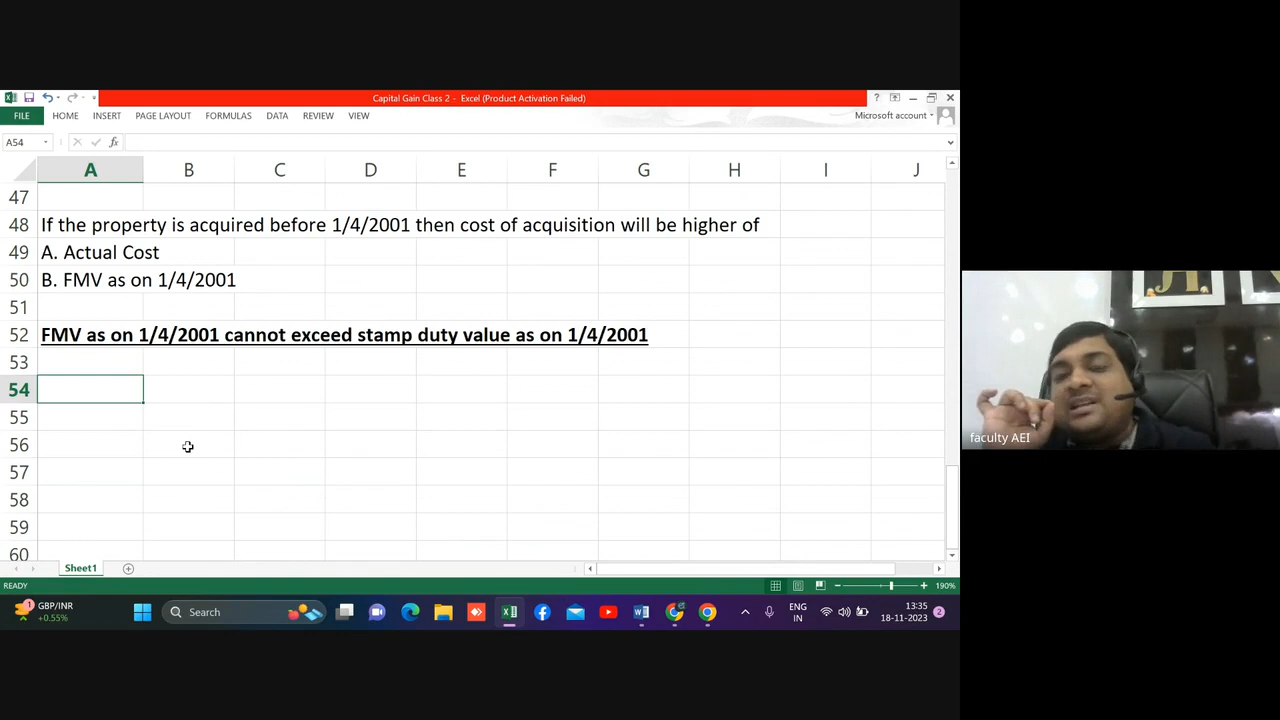 Capital Gain Class 2 - Excel (Product Activation Failed)
FILE HOME INSERT PAGE LAYOUT FORMULAS DATA REVIEW VIEW Microsoft account
A54 fx
A B C D E F G H I J
47
48 If the property is acquired before 1/4/2001 then cost of acquisition will be higher of
49 A. Actual Cost
50 B. FMV as on 1/4/2001
51
52 FMV as on 1/4/2001 cannot exceed stamp duty value as on 1/4/2001
53
54
55
56
57
58
59
60
faculty AEI
Sheet1
READY 190%
GBP/INR
+0.55%
1
Search
ENG
IN
13:35
18-11-2023
2